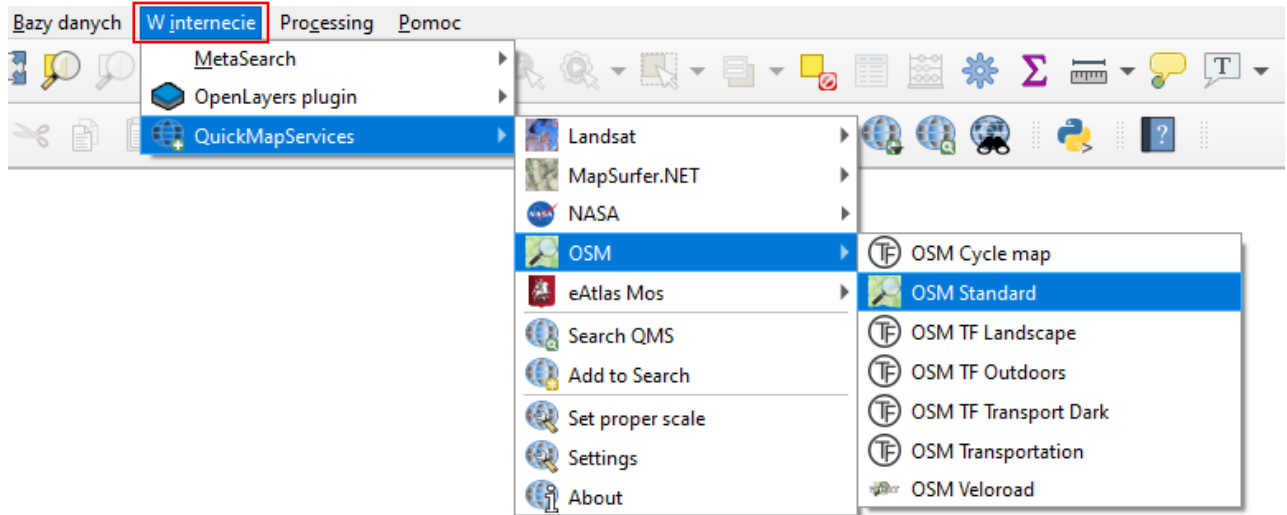 Bazy danych W internecie Processing Pomoc
MetaSearch
OpenLayers plugin
QuickMapServices
Landsat
MapSurfer.NET
NASA
OSM
eAtlas Mos
Search QMS
Add to Search
Set proper scale
Settings
About
OSM Cycle map
OSM Standard
OSM TF Landscape
OSM TF Outdoors
OSM TF Transport Dark
OSM Transportation
OSM Veloroad